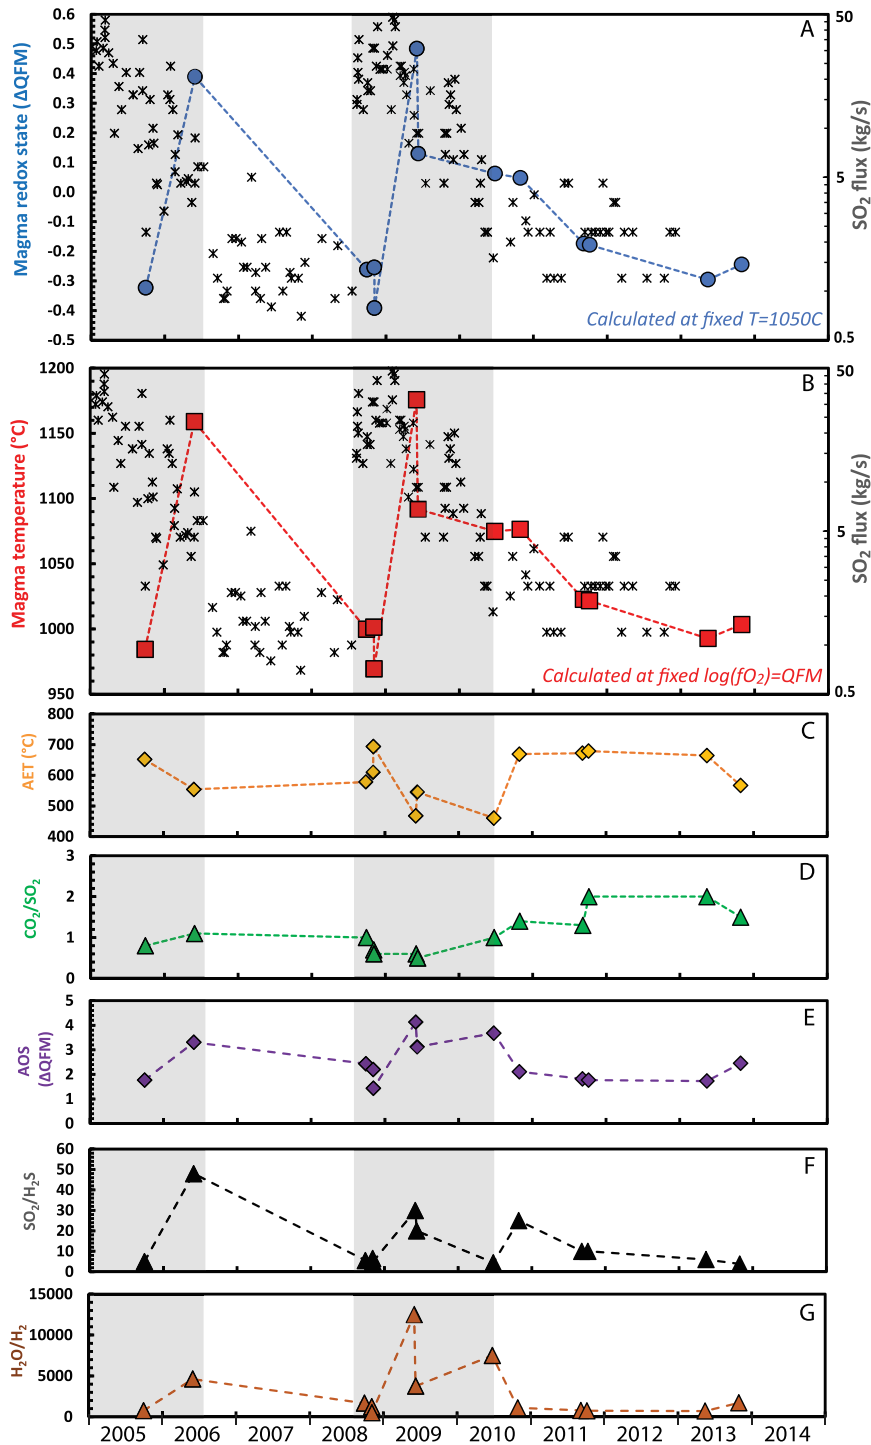 Magma redox state (ΔQFM)
0.6
0.5
0.4
0.3
0.2
0.1
0.0
-0.1
-0.2
-0.3
-0.4
-0.5
A
50
5
0.5
SO2 flux (kg/s)
Calculated at fixed T=1050C
Magma temperature (°C)
1200
1150
1100
1050
1000
950
B
50
5
0.5
SO2 flux (kg/s)
Calculated at fixed log(fO2)=QFM
AET (°C)
800
700
600
500
400
C
CO2/SO2
3
2
1
0
D
AOS
(ΔQFM)
5
4
3
2
1
0
E
SO2/H2S
60
50
40
30
20
10
0
F
H2O/H2
15000
10000
5000
0
G
2005 2006 2007 2008 2009 2010 2011 2012 2013 2014